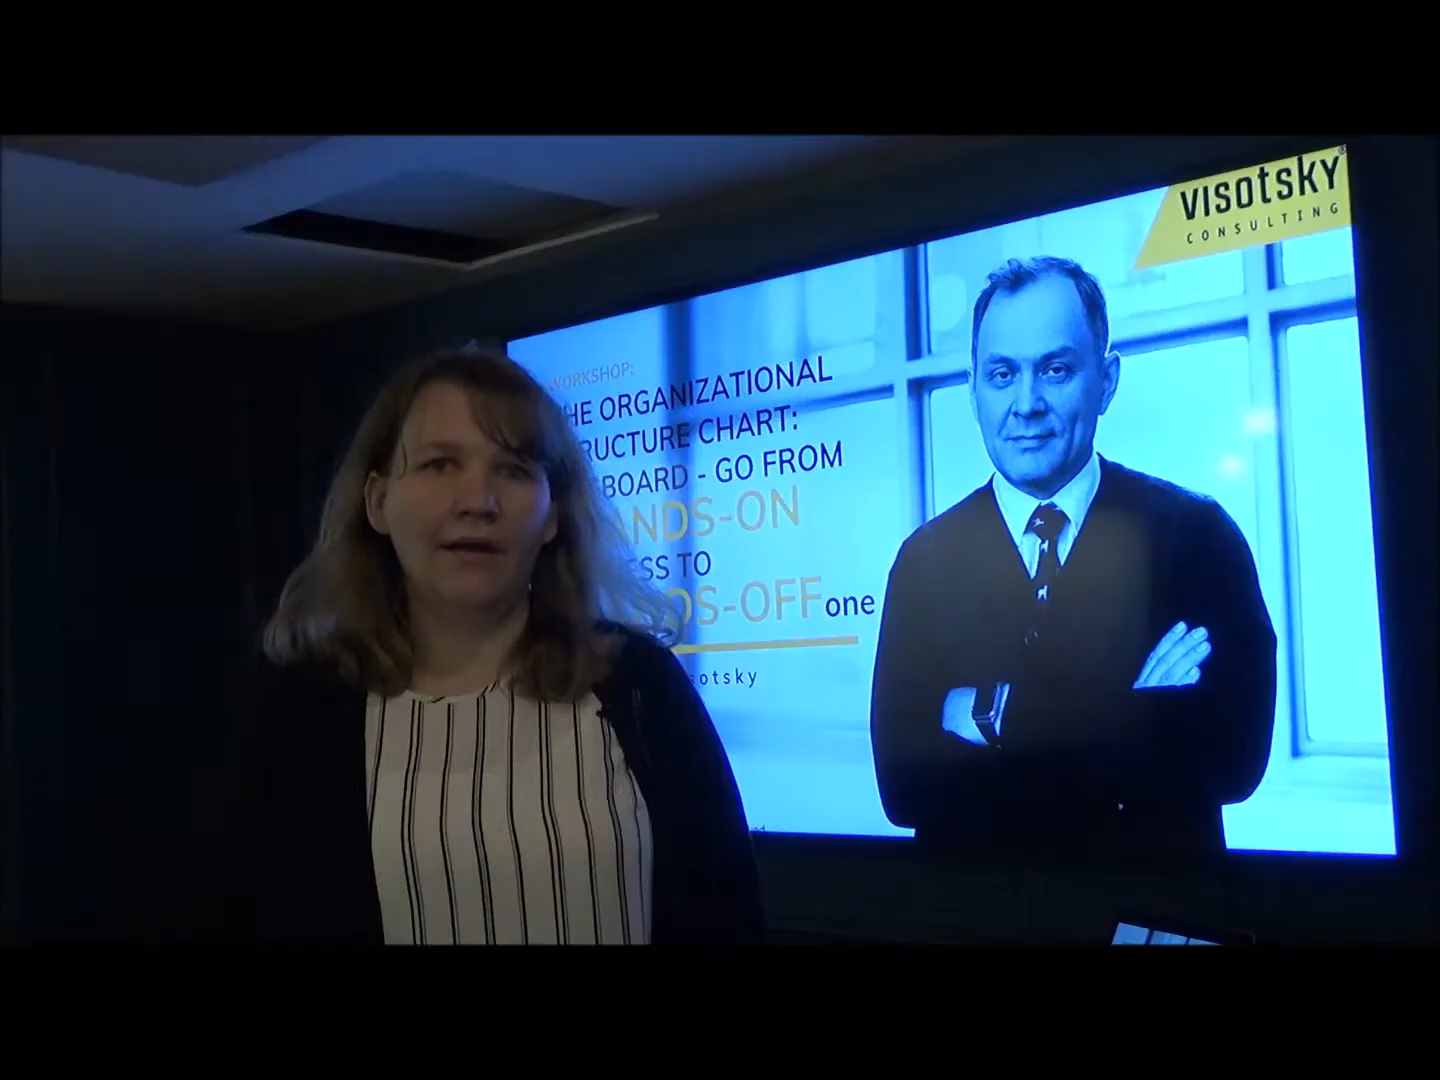 VISOTSKY®
CONSULTING
WORKSHOP:
HE ORGANIZATIONAL
RUCTURE CHART:
BOARD - GO FROM
ANDS-ON
ESS TO
DS-OFF one
sotsky